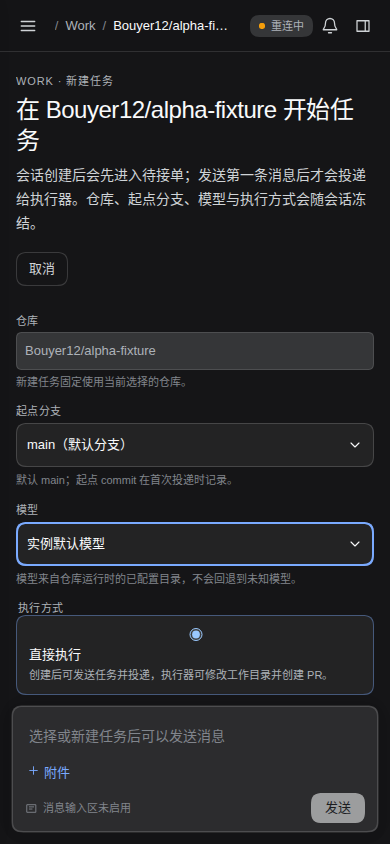 / Work / Bouyer12/alpha-fi... 重连中
WORK · 新建任务
在 Bouyer12/alpha-fixture 开始任
务
会话创建后会先进入待接单；发送第一条消息后才会投递
给执行器。仓库、起点分支、模型与执行方式会随会话冻
结。
取消
仓库
Bouyer12/alpha-fixture
新建任务固定使用当前选择的仓库。
起点分支
main（默认分支）
默认 main；起点 commit 在首次投递时记录。
模型
实例默认模型
模型来自仓库运行时的已配置目录，不会回退到未知模型。
执行方式
直接执行
创建后可发送任务并投递，执行器可修改工作目录并创建 PR。
选择或新建任务后可以发送消息
+ 附件
消息输入区未启用
发送